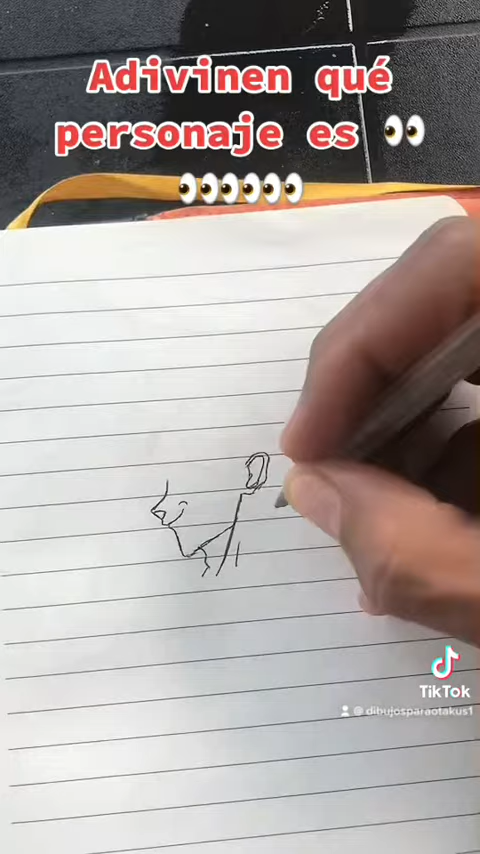 Adivinen qué
personaje es 👀
👀👀👀
TikTok
@dibujosparaotakus1